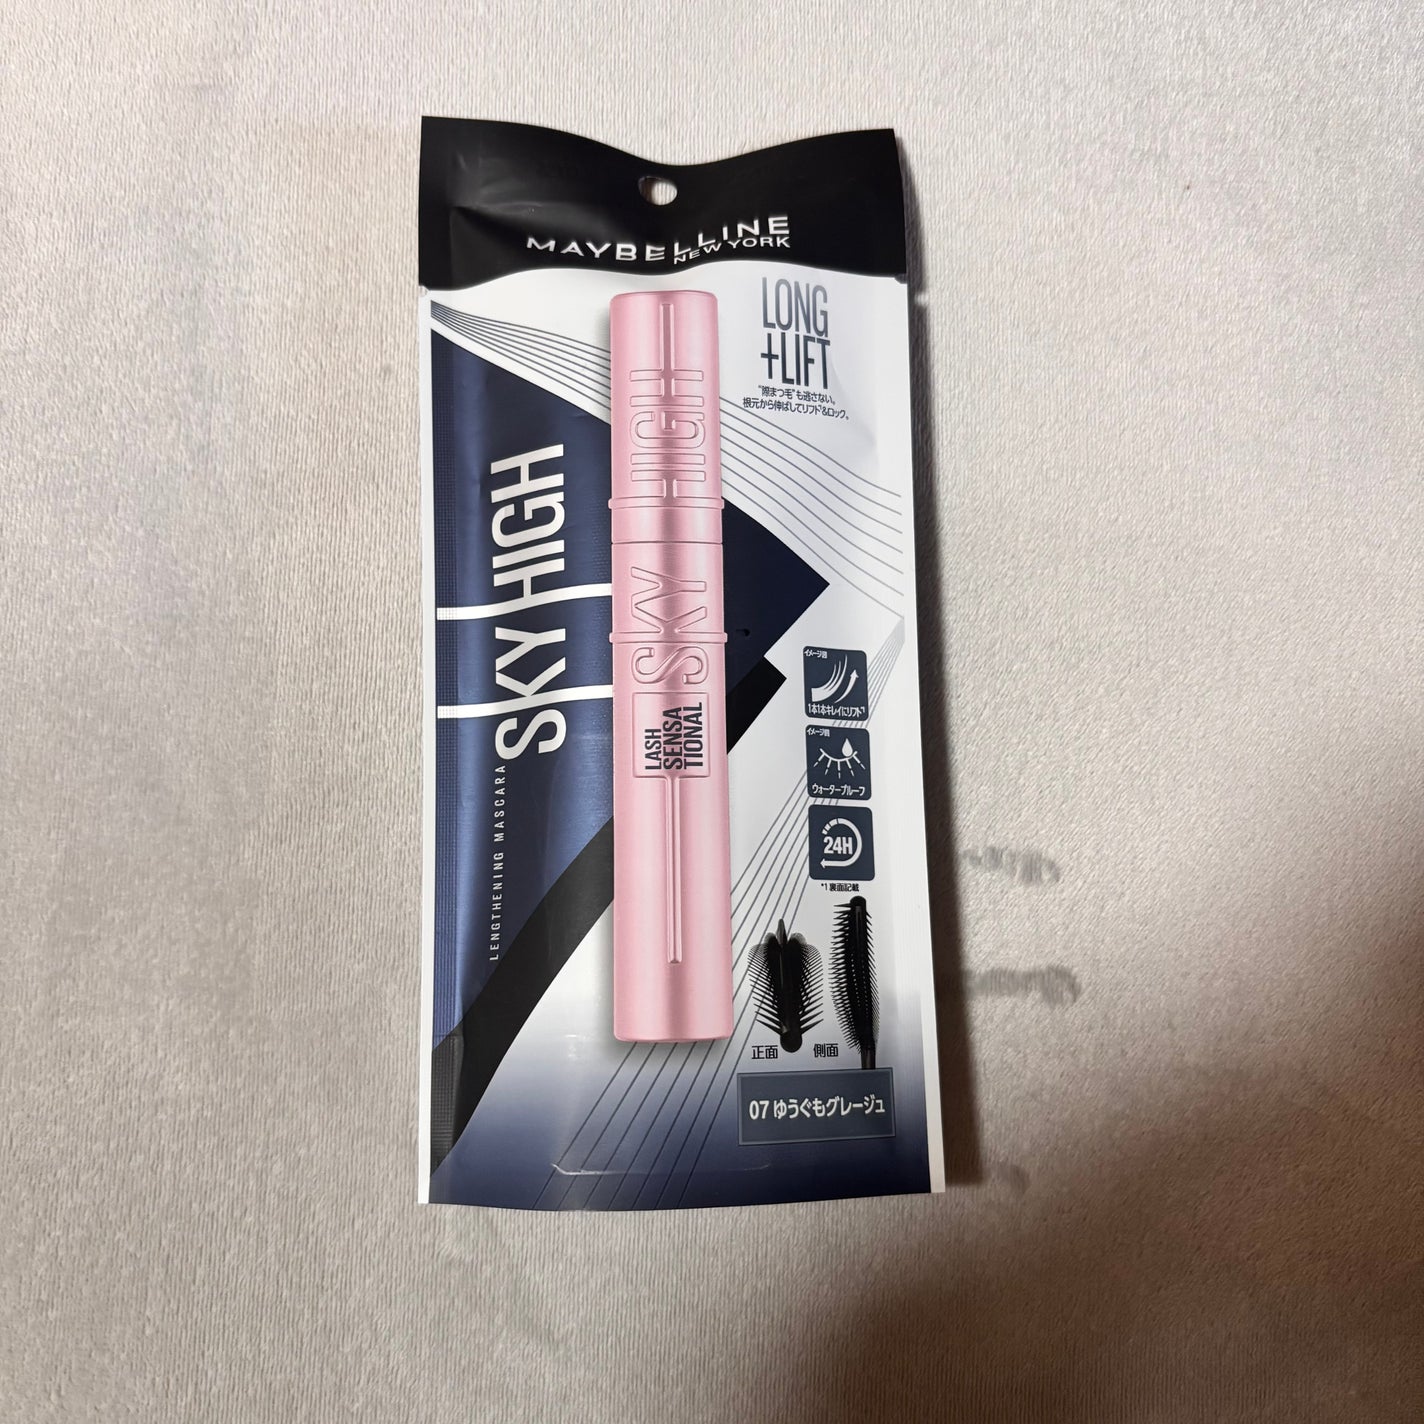 MAYBELLINE
NEW YORK
LONG
+LIFT
"際まつ毛"も逃さない。
根元から伸ばしてリフト&ロック。
SKY HIGH
LENGTHENING MASCARA
SKY HIGH
LASH
SENSA
TIONAL
イメージ図
1本1本キレイにリフト*1
イメージ図
ウォータープルーフ
24H
*1 裏面記載
正面
側面
07 ゆうぐもグレージュ